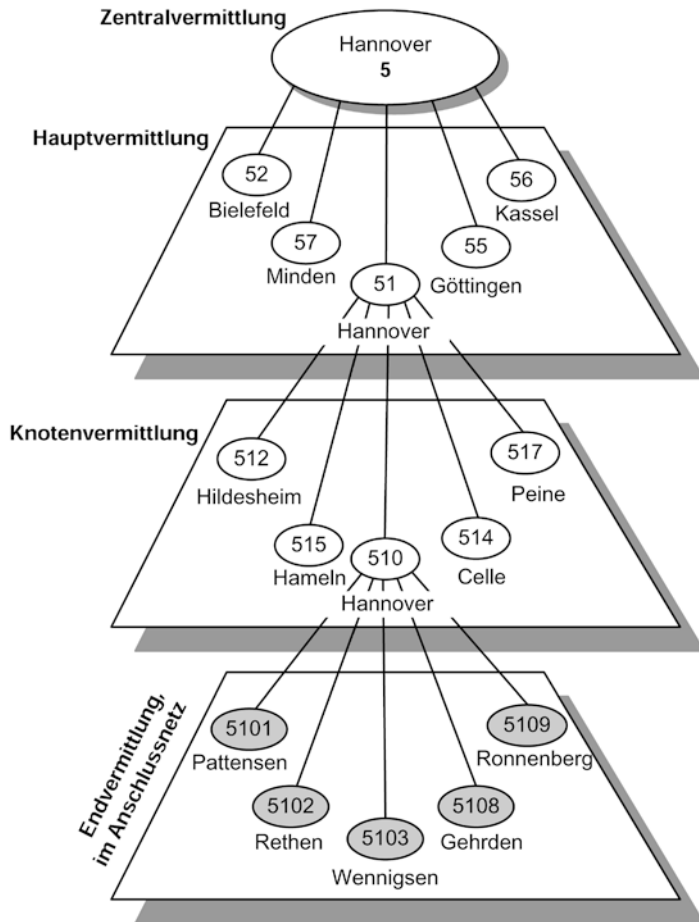 Zentralvermittlung
Hannover
5
Hauptvermittlung
52
Bielefeld
56
Kassel
57
Minden
55
Göttingen
51
Hannover
Knotenvermittlung
512
Hildesheim
517
Peine
515
Hameln
510
Hannover
514
Celle
Endvermittlung,
im Anschlussnetz
5101
Pattensen
5109
Ronnenberg
5102
Rethen
5103
Wennigsen
5108
Gehrden